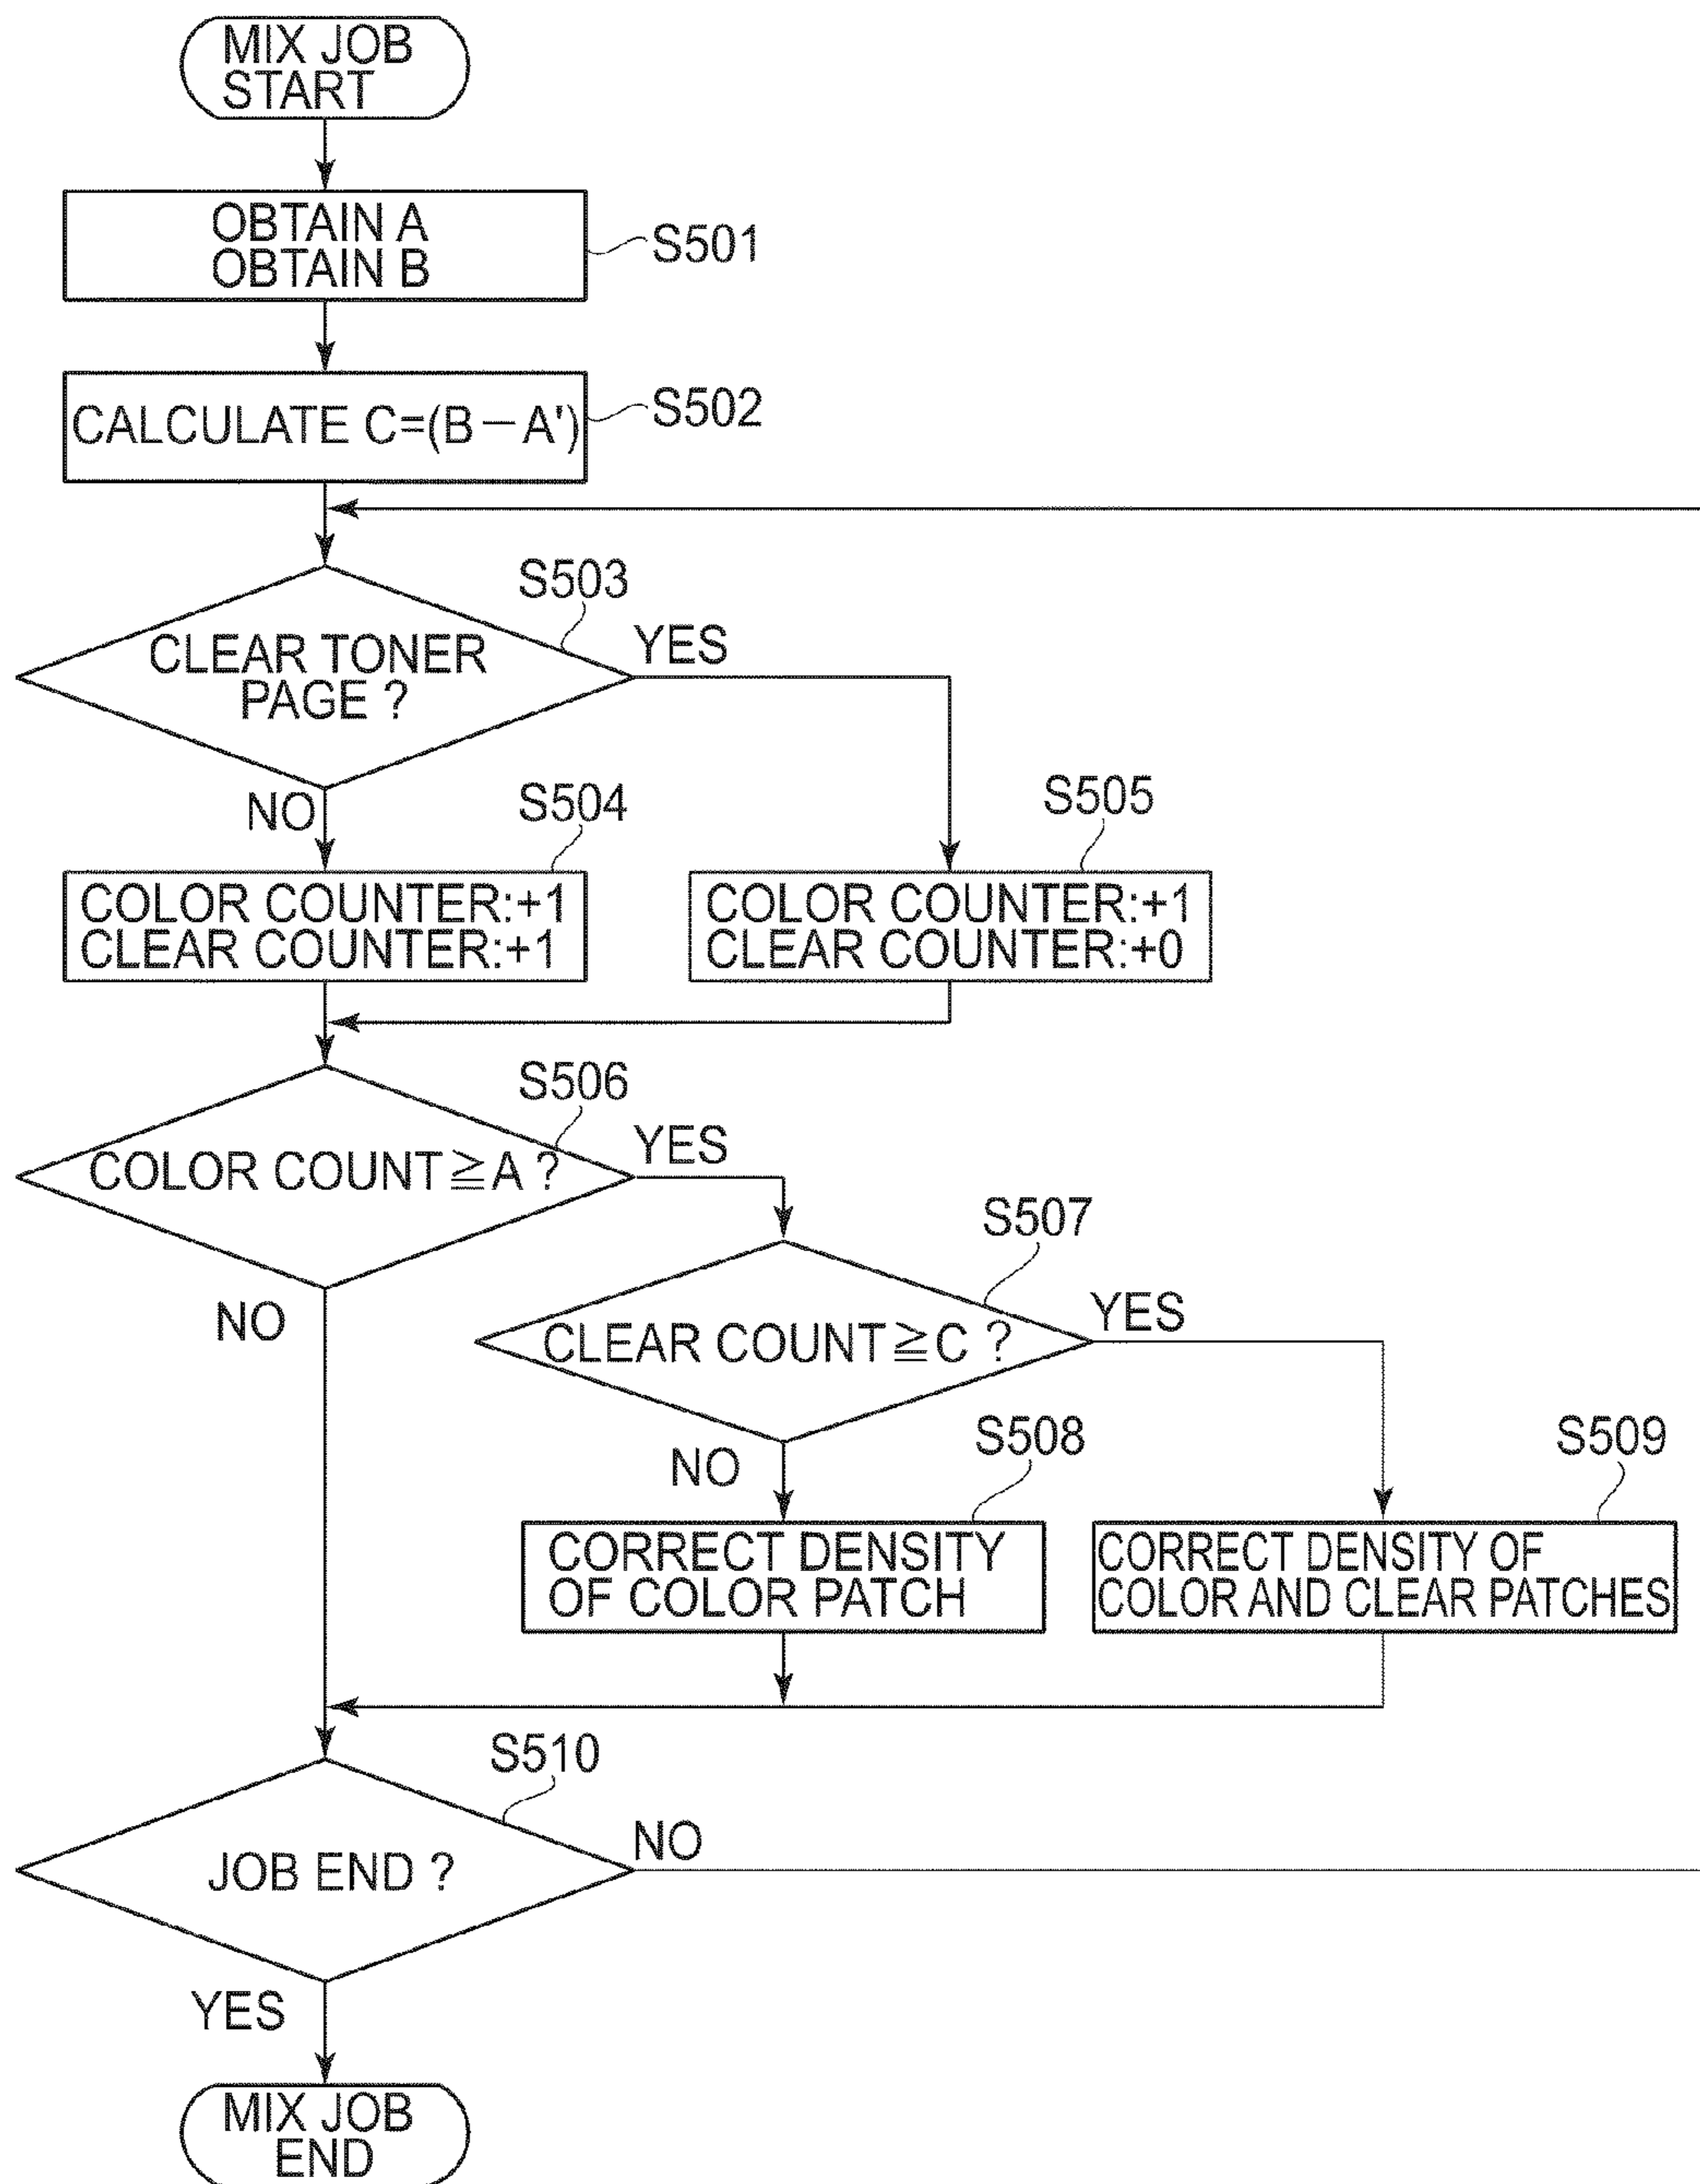 MIX JOB
START
OBTAIN A
OBTAIN B
S501
CALCULATE C=(B－A')
S502
S503
CLEAR TONER
PAGE ?
YES
NO
S504
COLOR COUNTER:+1
CLEAR COUNTER:+1
S505
COLOR COUNTER:+1
CLEAR COUNTER:+0
S506
COLOR COUNT≧A ?
YES
NO
S507
CLEAR COUNT≧C ?
YES
NO
S508
CORRECT DENSITY
OF COLOR PATCH
S509
CORRECT DENSITY OF
COLOR AND CLEAR PATCHES
S510
JOB END ?
NO
YES
MIX JOB
END